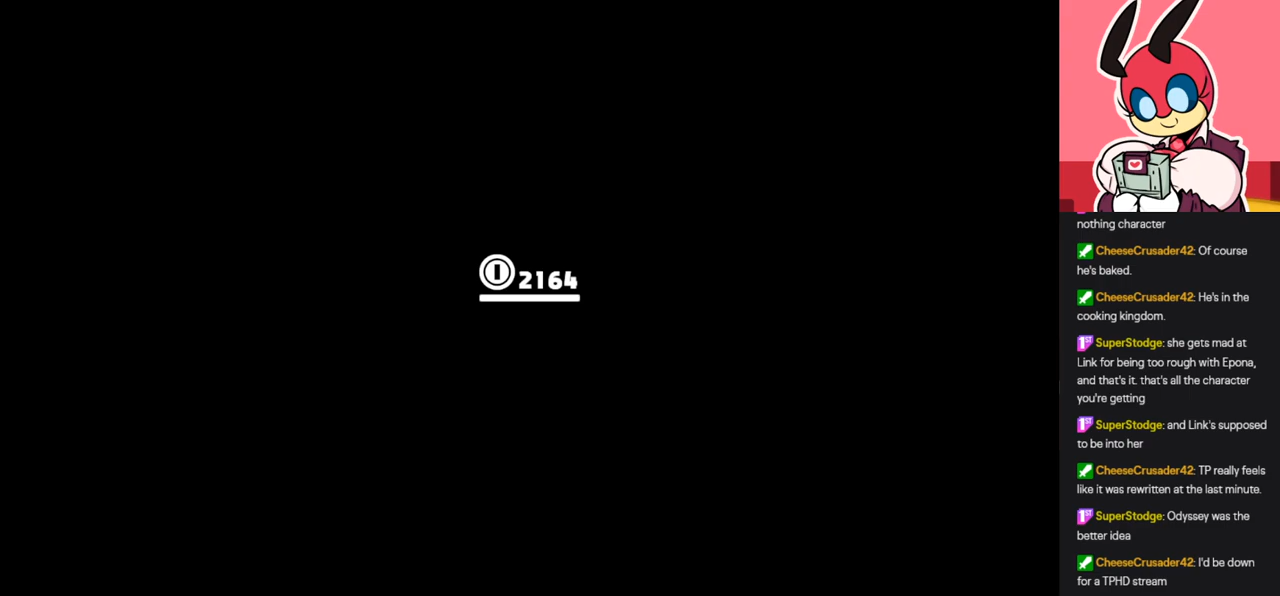 2164
nothing character
CheeseCrusader42: Of course
he's baked.
CheeseCrusader42: He's in the
cooking kingdom.
1ST SuperStodge: she gets mad at
Link for being too rough with Epona,
and that's it. that's all the character
you're getting
1ST SuperStodge: and Link's supposed
to be into her
CheeseCrusader42: TP really feels
like it was rewritten at the last minute.
1ST SuperStodge: Odyssey was the
better idea
CheeseCrusader42: I'd be down
for a TPHD stream